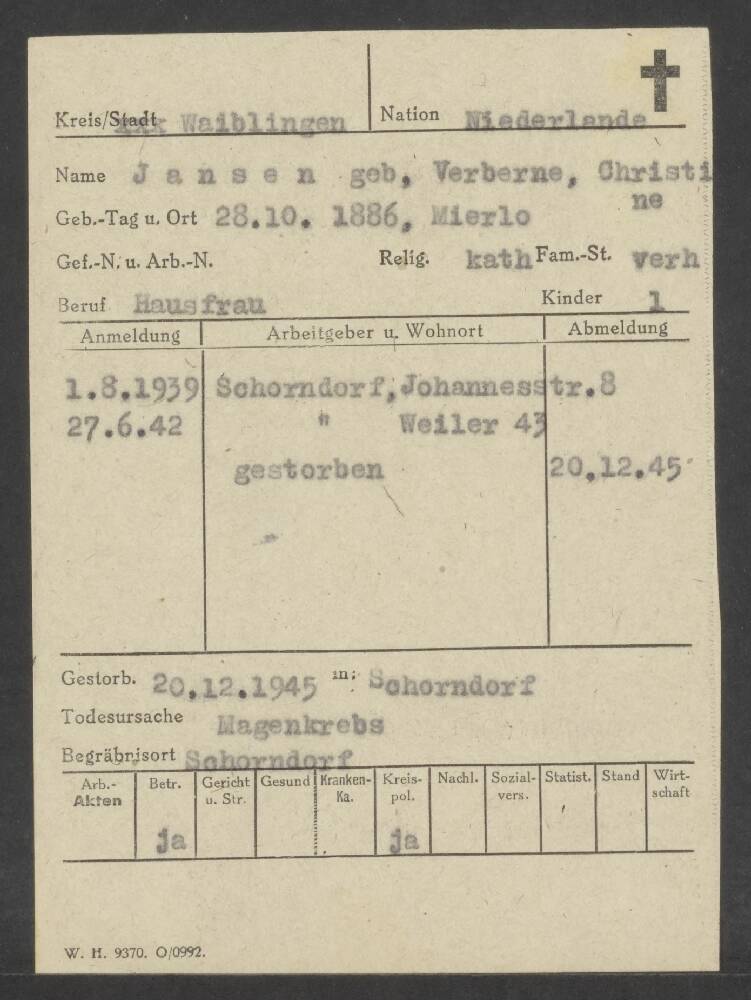 Kreis/Stadt xxx Waiblingen Nation Niederlande
Name J a n s e n geb, Verberne, Christi
ne
Geb.-Tag u. Ort 28.10. 1886, Mierlo
Gef.-N. u. Arb.-N. Relig. kath Fam.-St. verh
Beruf Hausfrau Kinder 1
Anmeldung Arbeitgeber u. Wohnort Abmeldung
1.8.1939 Schorndorf, Johannesstr.8
27.6.42 " Weiler 43
gestorben 20.12.45
Gestorb. 20.12.1945 in: Schorndorf
Todesursache Magenkrebs
Begräbnisort Schorndorf
Arb.- Betr. Gericht Gesund Kranken- Kreis- Nachl. Sozial- Statist. Stand Wirt-
Akten u. Str. Ka. pol. vers. schaft
ja ja
W. H. 9370. O/0992.